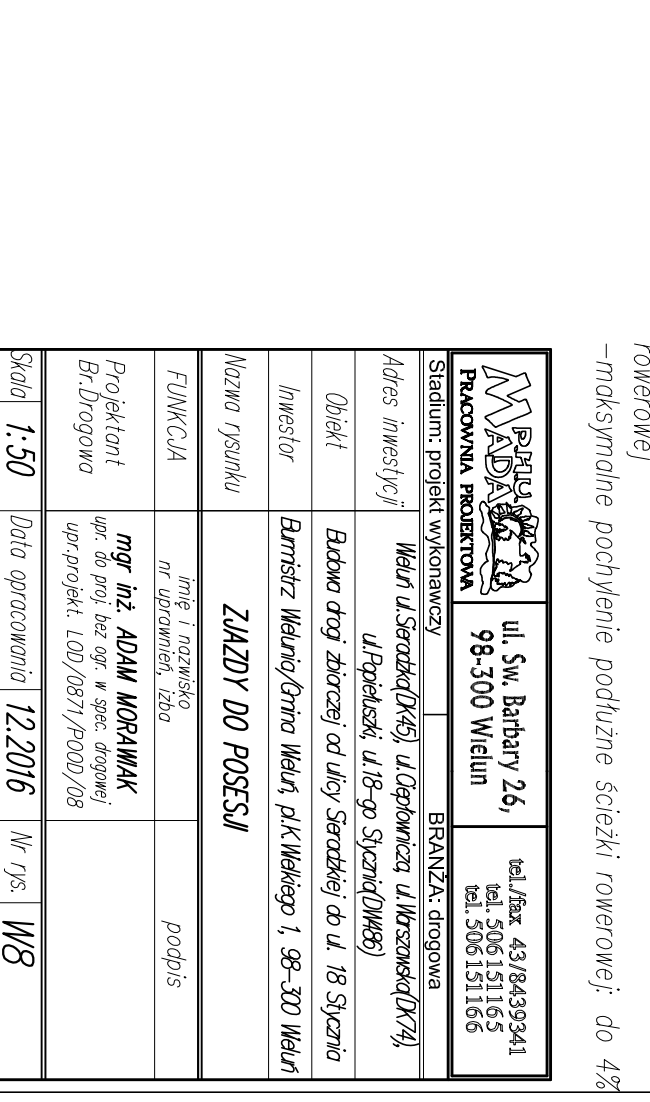 rowerowej
-maksymalne pochylenie podłużne ścieżki rowerowej: do 4%
P.H.U.
MADA
PRACOWNIA PROJEKTOWA
ul. Sw. Barbary 26,
98-300 Wielun
tel./fax 43/8439341
tel. 506151165
tel. 506151166
Stadium: projekt wykonawczy
BRANŻA: drogowa
Adres inwestycji
Wieluń ul.Sieradzka(DK45), ul.Ciepłownicza, ul.Warszawska(DK74),
ul.Popiełuszki, ul.18-go Stycznia(DW486)
Obiekt
Budowa drogi zbiorczej od ulicy Sieradzkiej do ul. 18 Stycznia
Inwestor
Burmistrz Wielunia/Gmina Wieluń, pl.K.Wielkiego 1, 98-300 Wieluń
Nazwa rysunku
ZJAZDY DO POSESJI
FUNKCJA
imię i nazwisko
nr uprawnień, izba
podpis
Projektant
Br.Drogowa
mgr inż. ADAM MORAWIAK
upr. do proj. bez ogr. w spec. drogowej
upr.projekt. LOD/0871/POOD/08
Skala
1:50
Data opracowania
12.2016
Nr rys.
W8